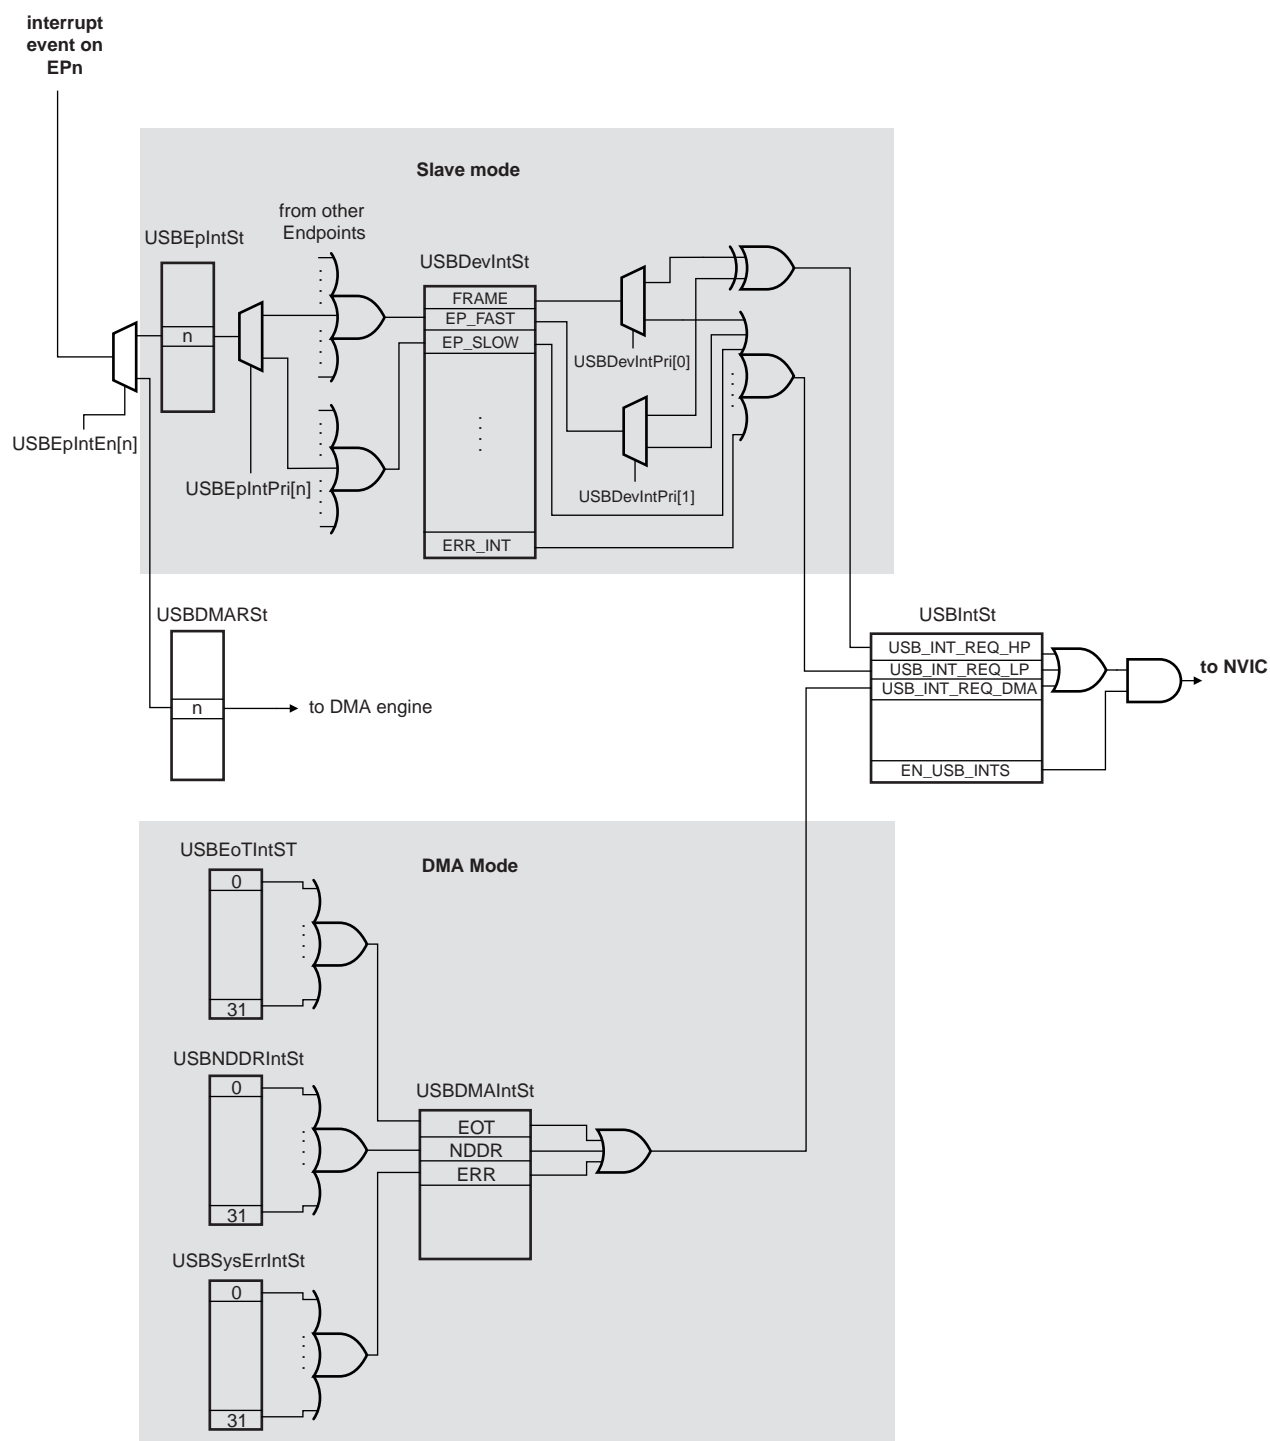 interrupt
event on
EPn
Slave mode
from other
Endpoints
USBEpIntSt
USBDevIntSt
FRAME
EP_FAST
n
EP_SLOW
USBDevIntPri[0]
USBEpIntEn[n]
USBEpIntPri[n]
USBDevIntPri[1]
ERR_INT
USBDMARSt
USBIntSt
USB_INT_REQ_HP
USB_INT_REQ_LP
to NVIC
USB_INT_REQ_DMA
n
to DMA engine
EN_USB_INTS
USBEoTIntST
DMA Mode
0
31
USBNDDRIntSt
0
USBDMAIntSt
EOT
NDDR
ERR
31
USBSysErrIntSt
0
31